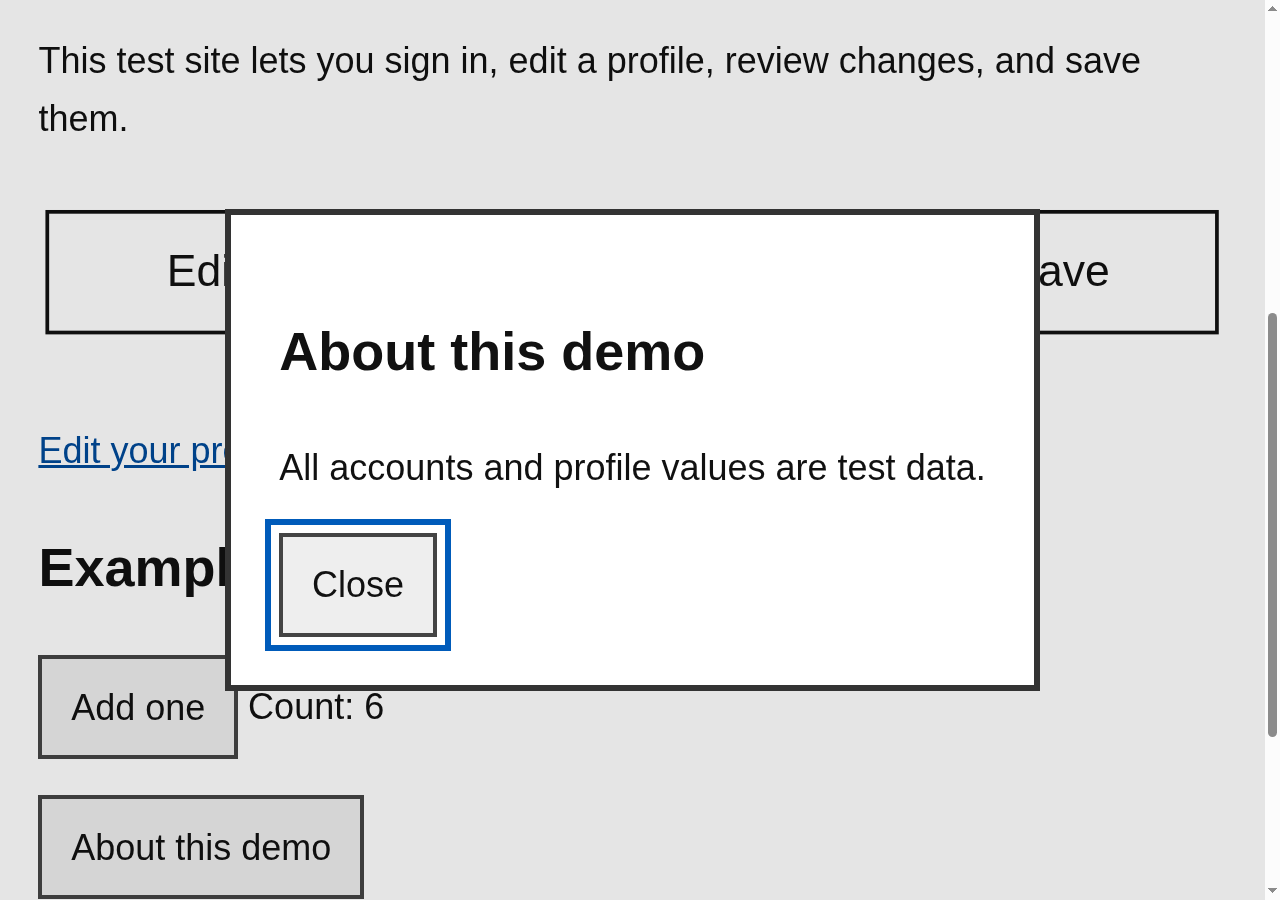 This test site lets you sign in, edit a profile, review changes, and save
them.
Edi
ave
About this demo
All accounts and profile values are test data.
Close
Edit your pr
Exampl
Add one
Count: 6
About this demo